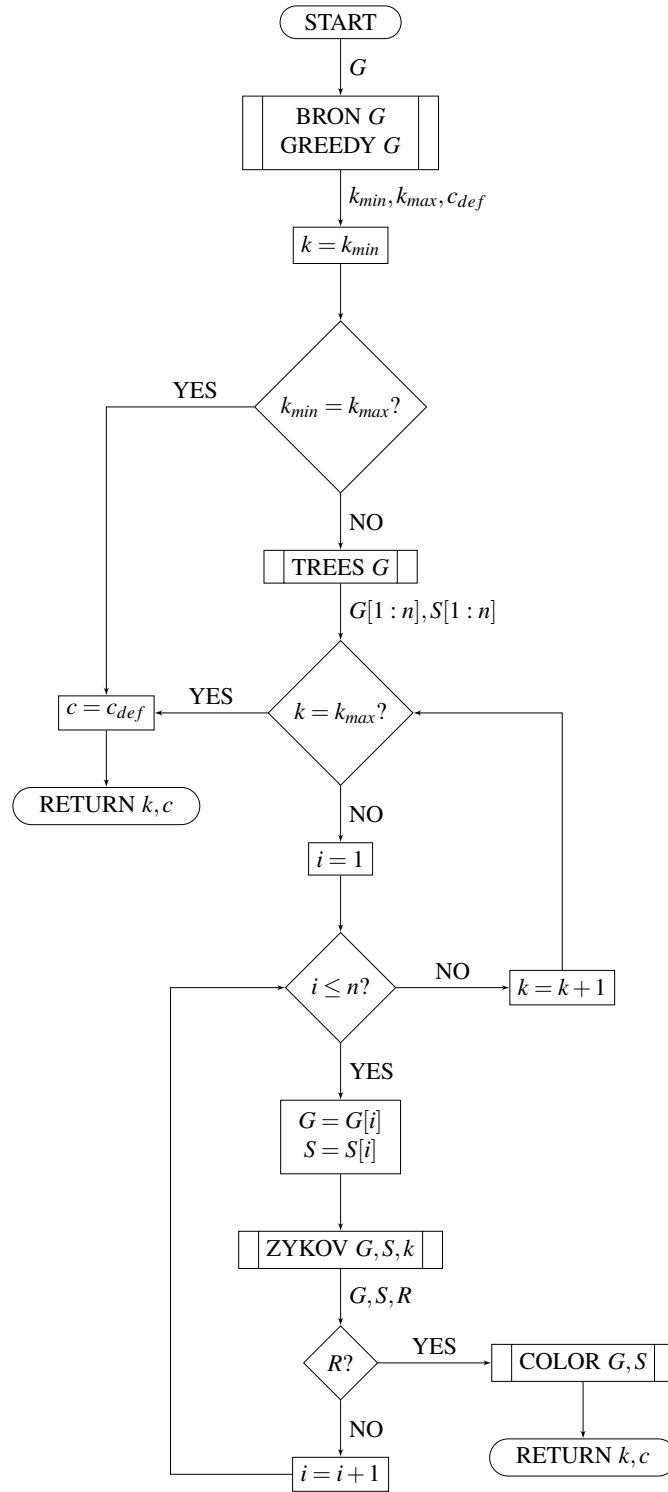 START
G
BRON G
GREEDY G
k_min, k_max, c_def
k = k_min
YES
k_min = k_max?
NO
TREES G
G[1 : n], S[1 : n]
c = c_def
YES
k = k_max?
RETURN k, c
NO
i = 1
i ≤ n?
NO
k = k + 1
YES
G = G[i]
S = S[i]
ZYKOV G, S, k
G, S, R
R?
YES
COLOR G, S
NO
RETURN k, c
i = i + 1